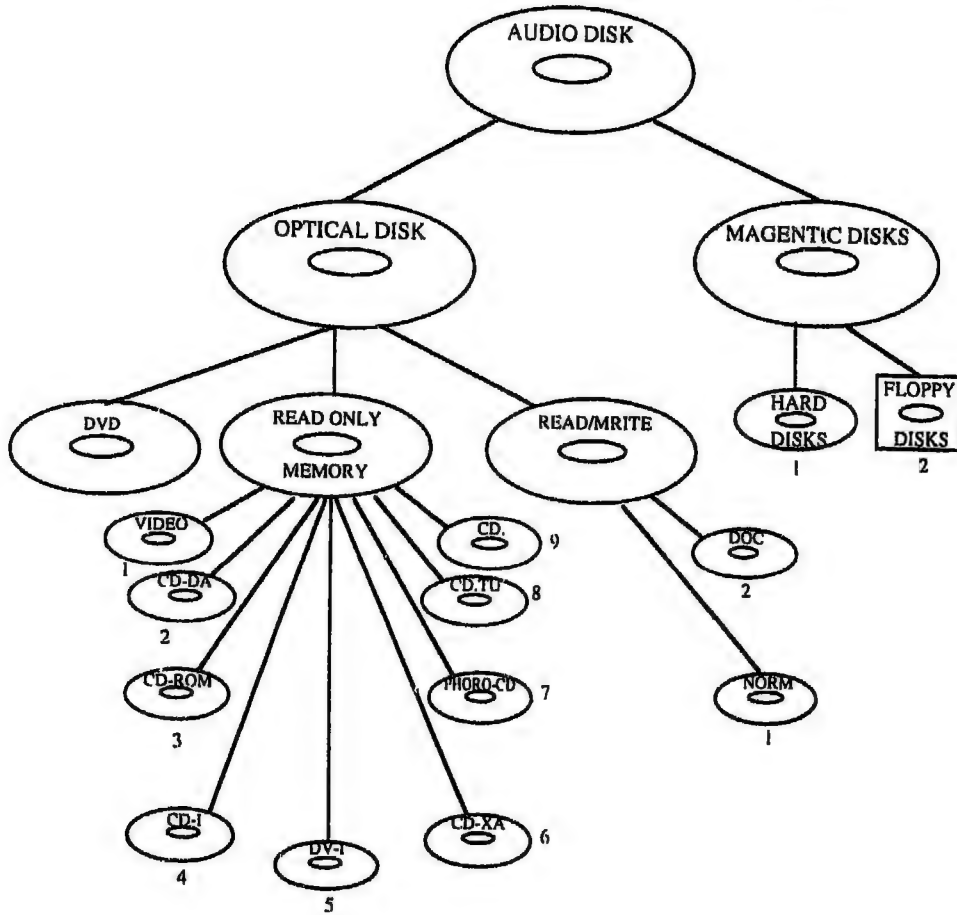 AUDIO DISK
OPTICAL DISK
MAGENTIC DISKS
DVD
READ ONLY
MEMORY
READ/MRITE
HARD
DISKS
1
FLOPPY
DISKS
2
VIDEO
1
CD-DA
2
CD-ROM
3
CD-I
4
DV-I
5
CD-XA
6
PHORO-CD
7
CD.TU
8
CD.
9
DOC
2
NORM
1